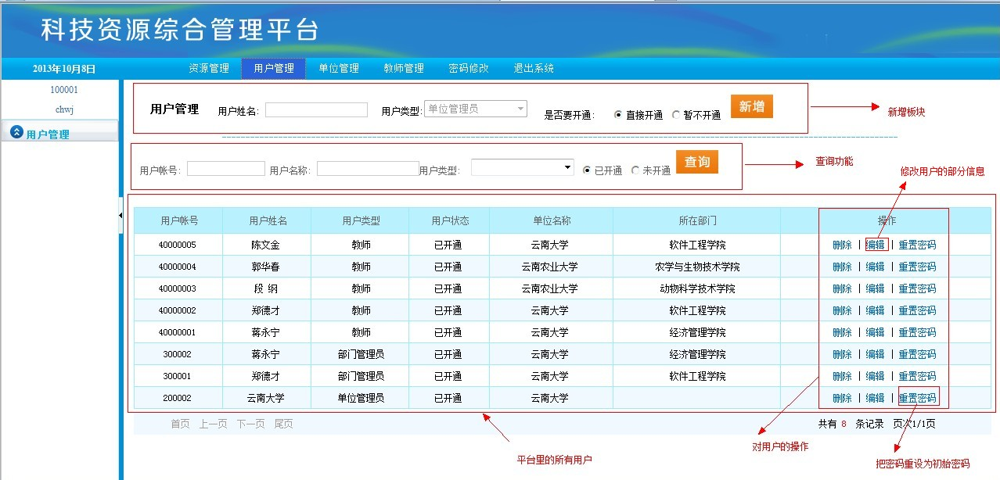 科技资源综合管理平台
2013年10月8日 资源管理 用户管理 单位管理 教师管理 密码修改 退出系统
100001
chwj
用户管理
用户管理 用户姓名: 用户类型: 单位管理员 是否要开通: 直接开通 暂不开通 新增
新增板块
用户帐号: 用户名称: 用户类型: 已开通 未开通 查询
查询功能
修改用户的部分信息
用户帐号 用户姓名 用户类型 用户状态 单位名称 所在部门 操作
40000005 陈文金 教师 已开通 云南大学 软件工程学院 删除 | 编辑 | 重置密码
40000004 郭华春 教师 已开通 云南农业大学 农学与生物技术学院 删除 | 编辑 | 重置密码
40000003 段 纲 教师 已开通 云南农业大学 动物科学技术学院 删除 | 编辑 | 重置密码
40000002 郑德才 教师 已开通 云南大学 软件工程学院 删除 | 编辑 | 重置密码
40000001 蒋永宁 教师 已开通 云南大学 经济管理学院 删除 | 编辑 | 重置密码
300002 蒋永宁 部门管理员 已开通 云南大学 经济管理学院 删除 | 编辑 | 重置密码
300001 郑德才 部门管理员 已开通 云南大学 软件工程学院 删除 | 编辑 | 重置密码
200002 云南大学 单位管理员 已开通 云南大学 删除 | 编辑 | 重置密码
首页 上一页 下一页 尾页 共有 8 条记录 页次1/1页
对用户的操作
平台里的所有用户
把密码重设为初始密码